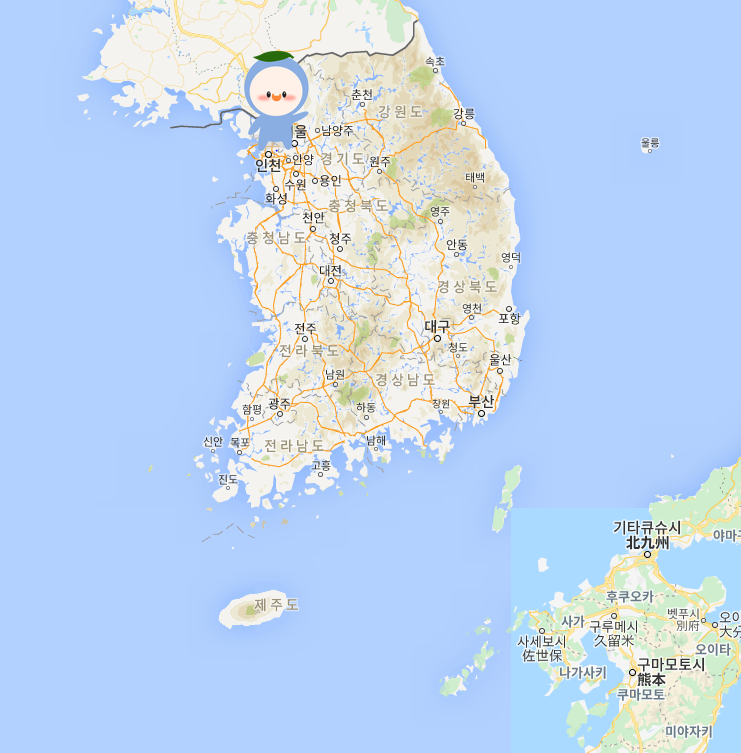 속초
춘천
강원도
강릉
울
남양주
울릉
인천
안양
경기도
원주
수원
용인
태백
화성
충청북도
천안
영주
충청남도
청주
안동
영덕
대전
경상북도
영천
포항
전주
대구
전라북도
청도
울산
남원
경상남도
함평
광주
하동
창원
부산
신안
목포
전라남도
남해
고흥
진도
제주도
기타큐슈시
北九州
야마구
후쿠오카
사가
구루메시
久留米
벳푸시
別府
오이
大分
사세보시
佐世保
오이타
나가사키
구마모토시
熊本
쿠마모토
미야자키